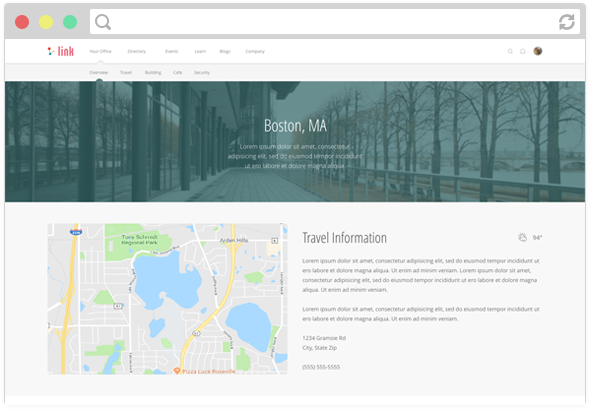 link
Your Office Directory Events Learn Blogs Company
Overview Travel Building Cafe Security
Boston, MA
Lorem ipsum dolor sit amet, consectetur
adipisicing elit, sed do eiusmod tempor incididunt
ut ero labore et dolore magna aliqua
Tony Schmidt
Regional Park
Arden Hills
Pizza Luce Roseville
Travel Information
94°
Lorem ipsum dolor sit amet, consectetur adipisicing elit, sed do eiusmod tempor incididunt ut
ero labore et dolore magna aliqua. Ut enim ad minim veniam. Lorem ipsum dolor sit amet,
consectetur adipisicing elit, sed do eiusmod tempor incididunt ut ero labore et dolore magna
aliqua. Ut enim ad minim veniam.
Lorem ipsum dolor sit amet, consectetur adipisicing elit, sed do eiusmod tempor incididunt ut
ero labore et dolore magna aliqua. Ut enim ad minim veniam.
1234 Gramsie Rd
City, State Zip
(555) 555-5555